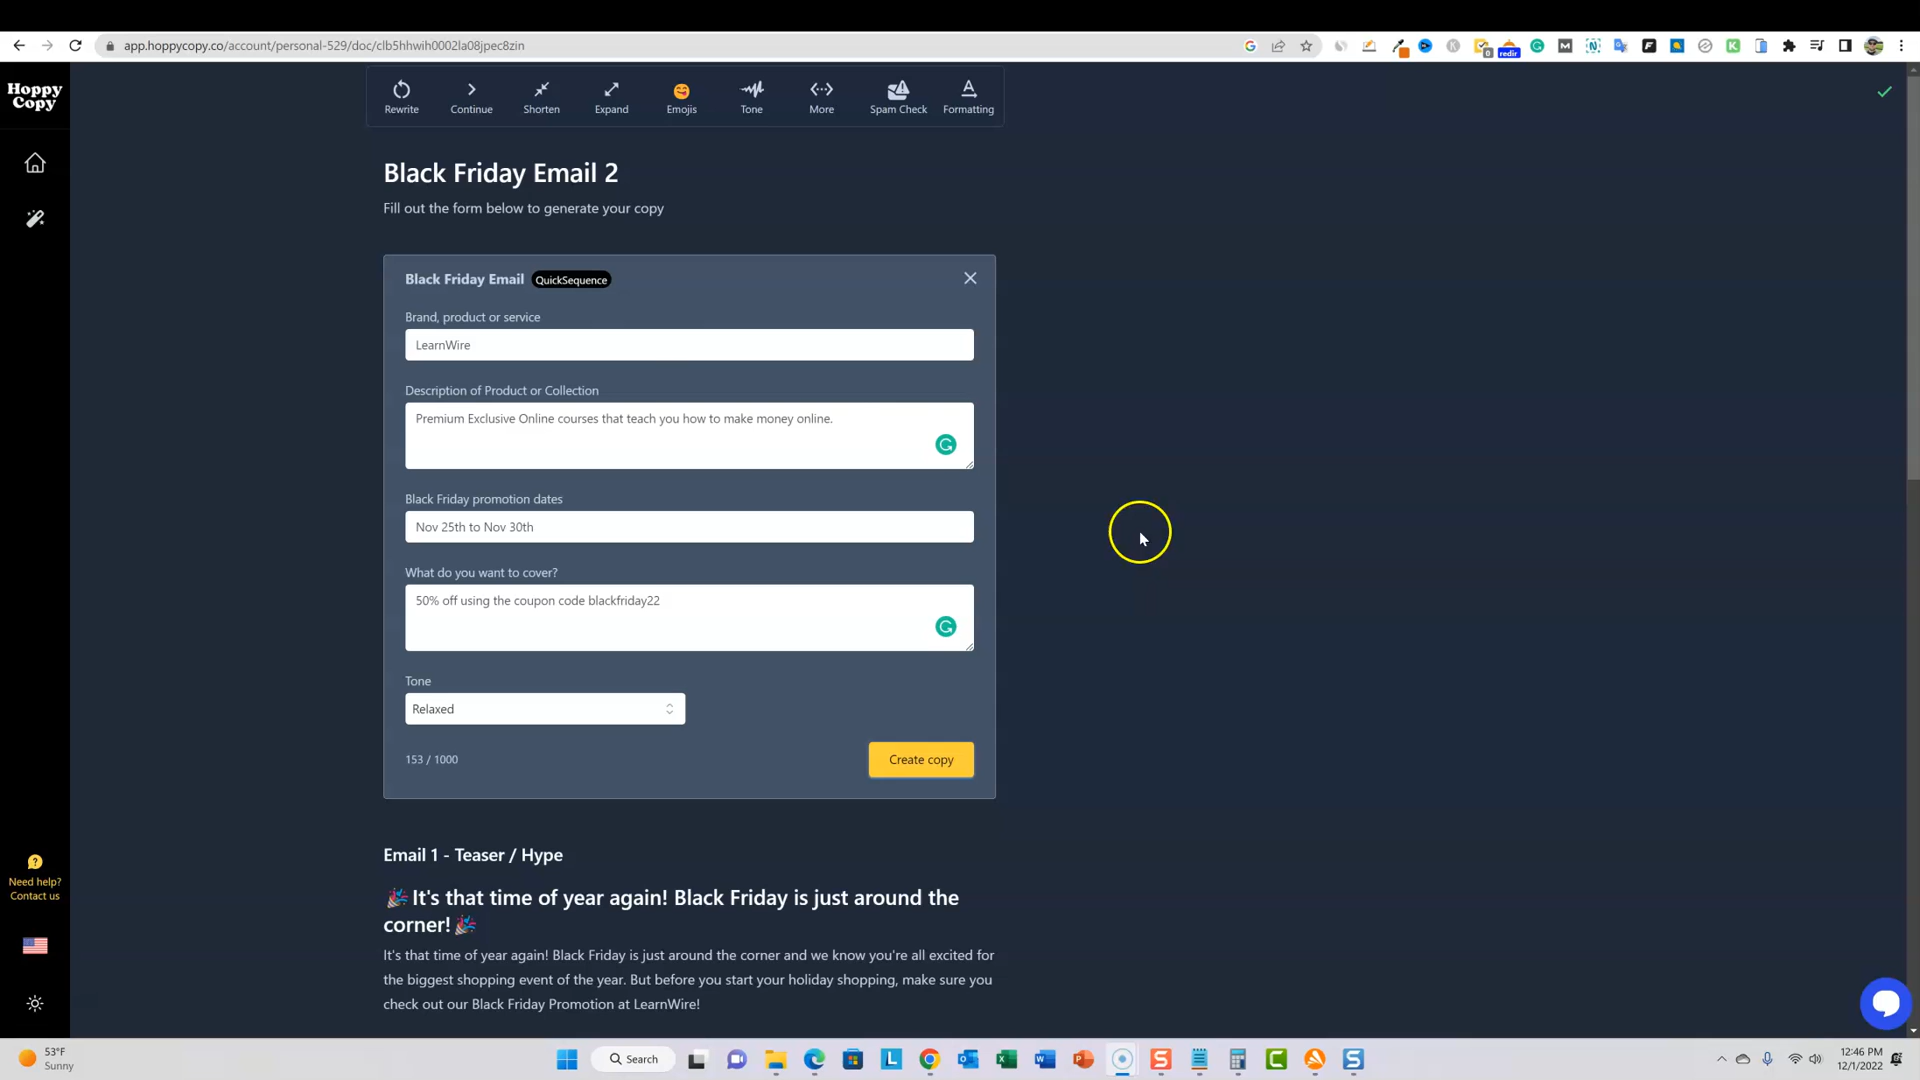 app.hoppycopy.co/account/personal-529/doc/clb5hhwih0002la08jpec8zin
redir
Hoppy
Copy
Rewrite
Continue
Shorten
Expand
Emojis
Tone
More
Spam Check
Formatting
Black Friday Email 2
Fill out the form below to generate your copy
Black Friday Email QuickSequence
Brand, product or service
LearnWire
Description of Product or Collection
Premium Exclusive Online courses that teach you how to make money online.
Black Friday promotion dates
Nov 25th to Nov 30th
What do you want to cover?
50% off using the coupon code blackfriday22
Tone
Relaxed
153 / 1000
Create copy
Email 1 - Teaser / Hype
🎉It's that time of year again! Black Friday is just around the
corner!🎉
It's that time of year again! Black Friday is just around the corner and we know you're all excited for
the biggest shopping event of the year. But before you start your holiday shopping, make sure you
check out our Black Friday Promotion at LearnWire!
Need help?
Contact us
53°F
Sunny
Search
12:46 PM
12/1/2022